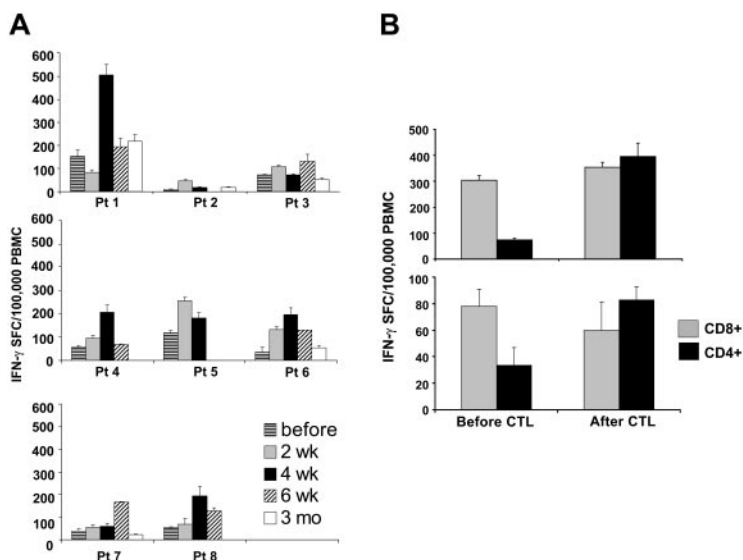 A
IFN-γ SFC/100,000 PBMC
600
500
400
300
200
100
0
Pt 1
Pt 2
Pt 3
600
500
400
300
200
100
0
Pt 4
Pt 5
Pt 6
600
500
400
300
200
100
0
Pt 7
Pt 8
before
2 wk
4 wk
6 wk
3 mo
B
IFN-γ SFC/100,000 PBMC
500
400
300
200
100
0
80
60
40
20
0
Before CTL
After CTL
CD8+
CD4+